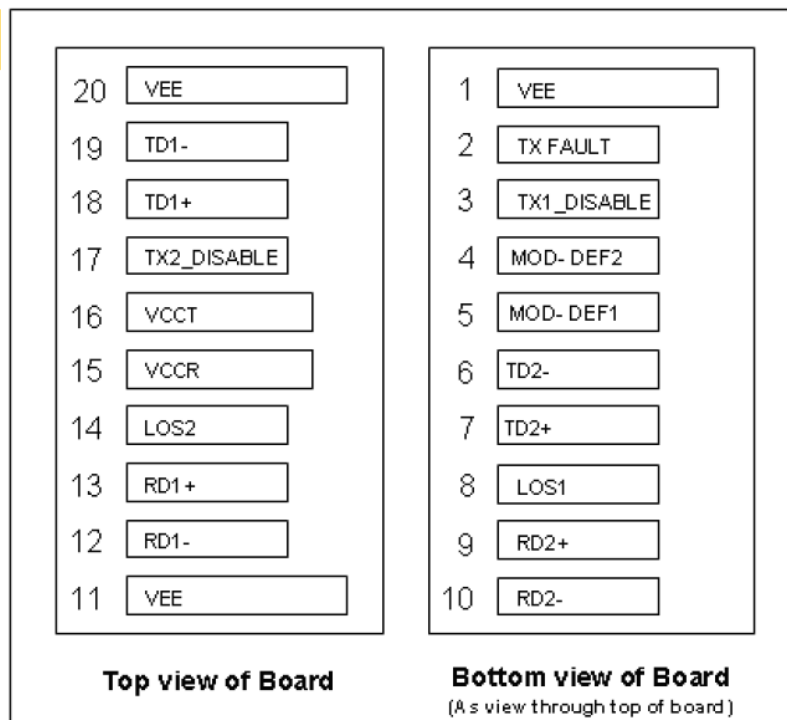 20 VEE
19 TD1-
18 TD1+
17 TX2_DISABLE
16 VCCT
15 VCCR
14 LOS2
13 RD1+
12 RD1-
11 VEE
Top view of Board
1 VEE
2 TX FAULT
3 TX1_DISABLE
4 MOD- DEF2
5 MOD- DEF1
6 TD2-
7 TD2+
8 LOS1
9 RD2+
10 RD2-
Bottom view of Board
(As view through top of board)